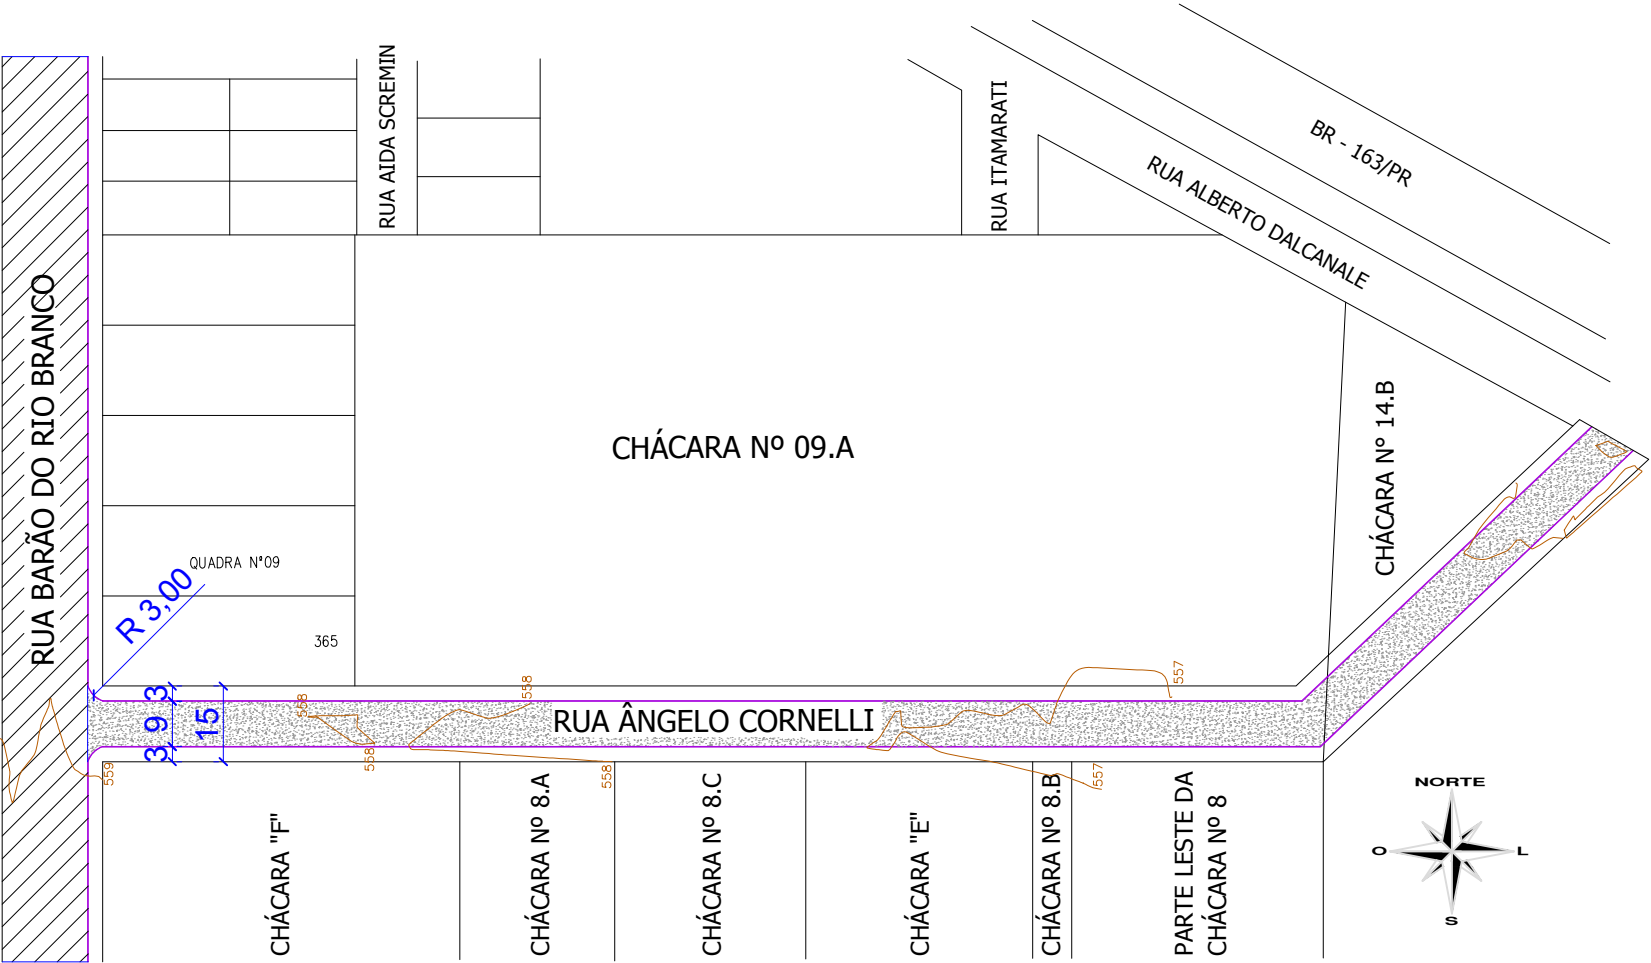 RUA AIDA SCREMIN
RUA ITAMARATI
BR - 163/PR
RUA ALBERTO DALCANALE
RUA BARÃO DO RIO BRANCO
CHÁCARA Nº 09.A
CHÁCARA N° 14.B
QUADRA N°09
R 3,00
365
3
9
3
15
558
558
557
RUA ÂNGELO CORNELLI
559
558
558
557
CHÁCARA "F"
CHÁCARA Nº 8.A
CHÁCARA Nº 8.C
CHÁCARA "E"
CHÁCARA Nº 8.B
PARTE LESTE DA
CHÁCARA Nº 8
NORTE
O
L
S